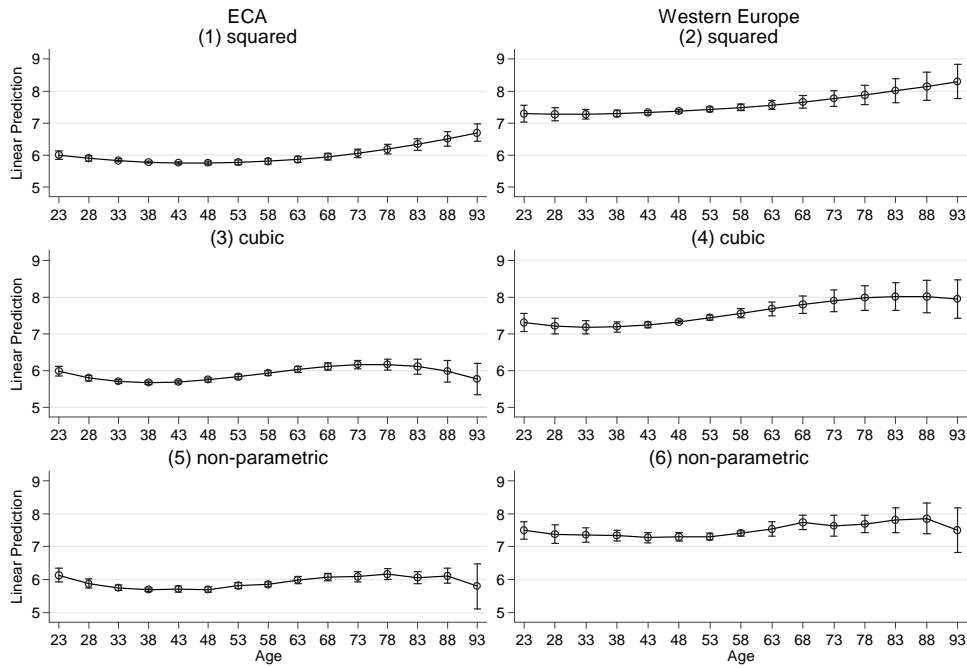 ECA
(1) squared
Western Europe
(2) squared
Linear Prediction
9
8
7
6
5
23 28 33 38 43 48 53 58 63 68 73 78 83 88 93
9
8
7
6
5
23 28 33 38 43 48 53 58 63 68 73 78 83 88 93
(3) cubic
(4) cubic
Linear Prediction
9
8
7
6
5
23 28 33 38 43 48 53 58 63 68 73 78 83 88 93
9
8
7
6
5
23 28 33 38 43 48 53 58 63 68 73 78 83 88 93
(5) non-parametric
(6) non-parametric
Linear Prediction
9
8
7
6
5
23 28 33 38 43 48 53 58 63 68 73 78 83 88 93
Age
9
8
7
6
5
23 28 33 38 43 48 53 58 63 68 73 78 83 88 93
Age